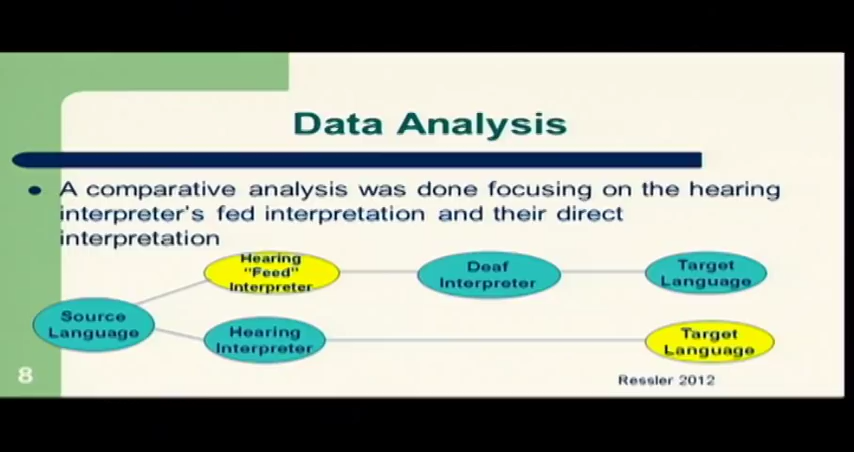 Data Analysis
• A comparative analysis was done focusing on the hearing
interpreter's fed interpretation and their direct
interpretation
Hearing
"Feed"
Interpreter
Deaf
Interpreter
Target
Language
Source
Language
Hearing
Interpreter
Target
Language
8
Ressler 2012